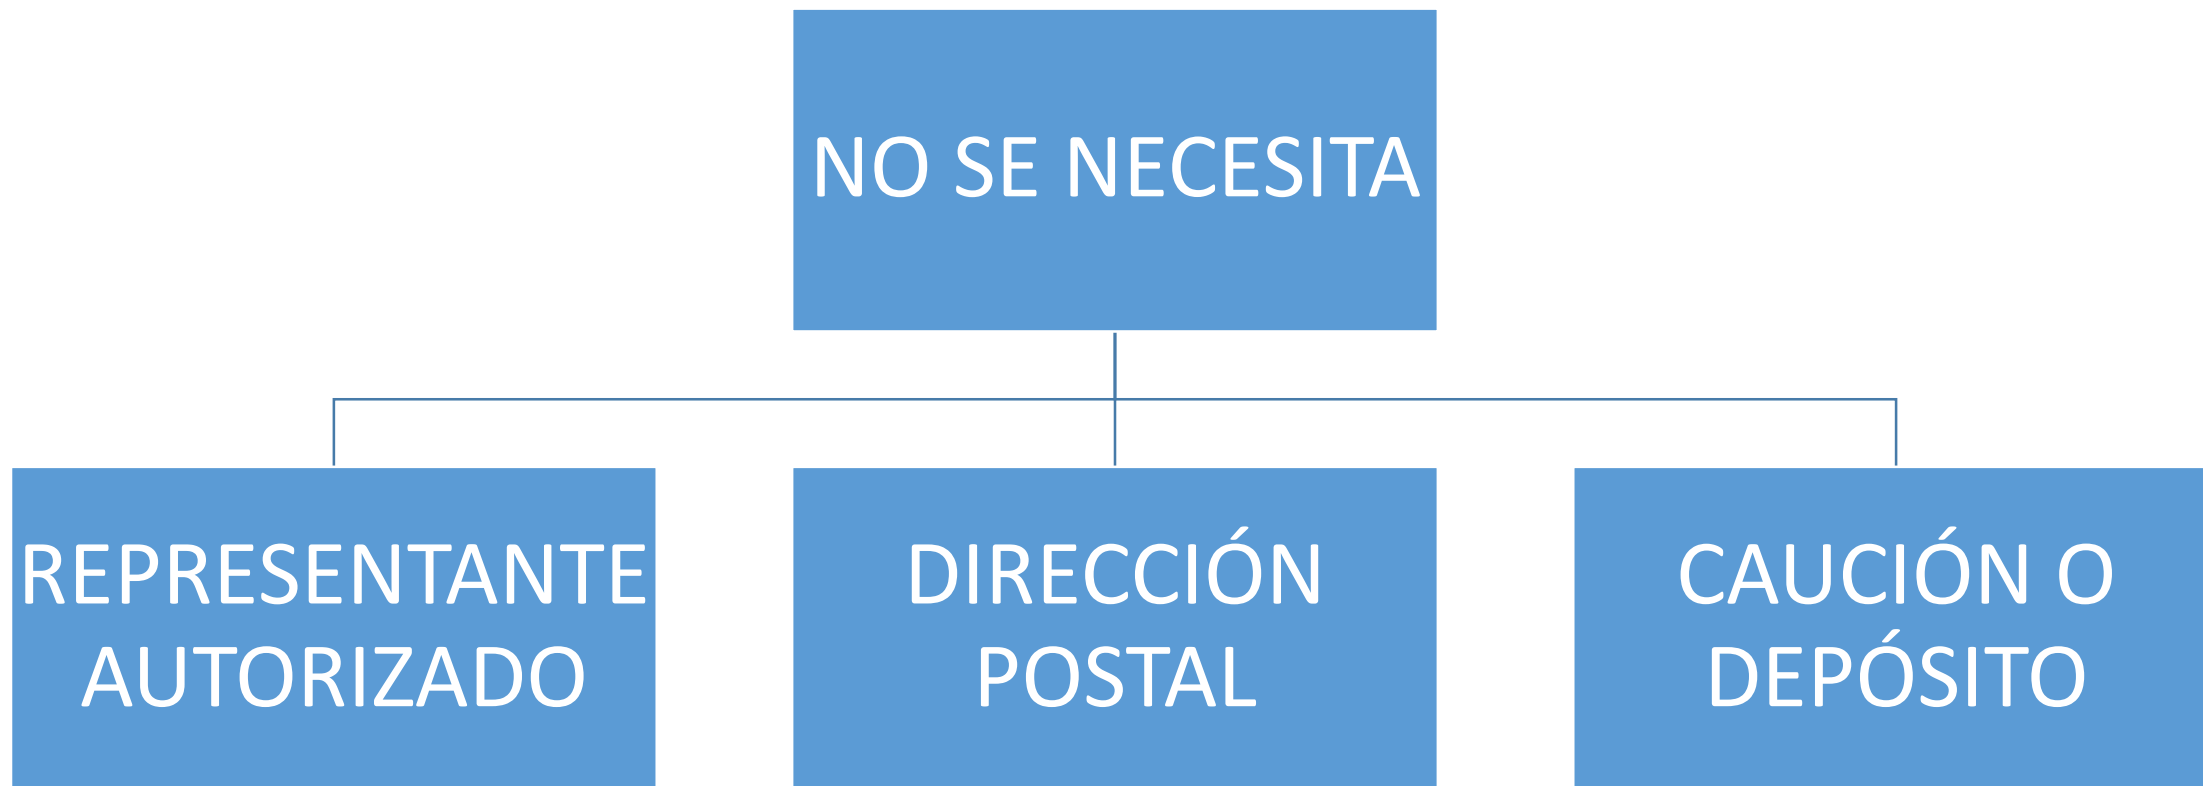 NO SE NECESITA
REPRESENTANTE
AUTORIZADO
DIRECCIÓN
POSTAL
CAUCIÓN O
DEPÓSITO